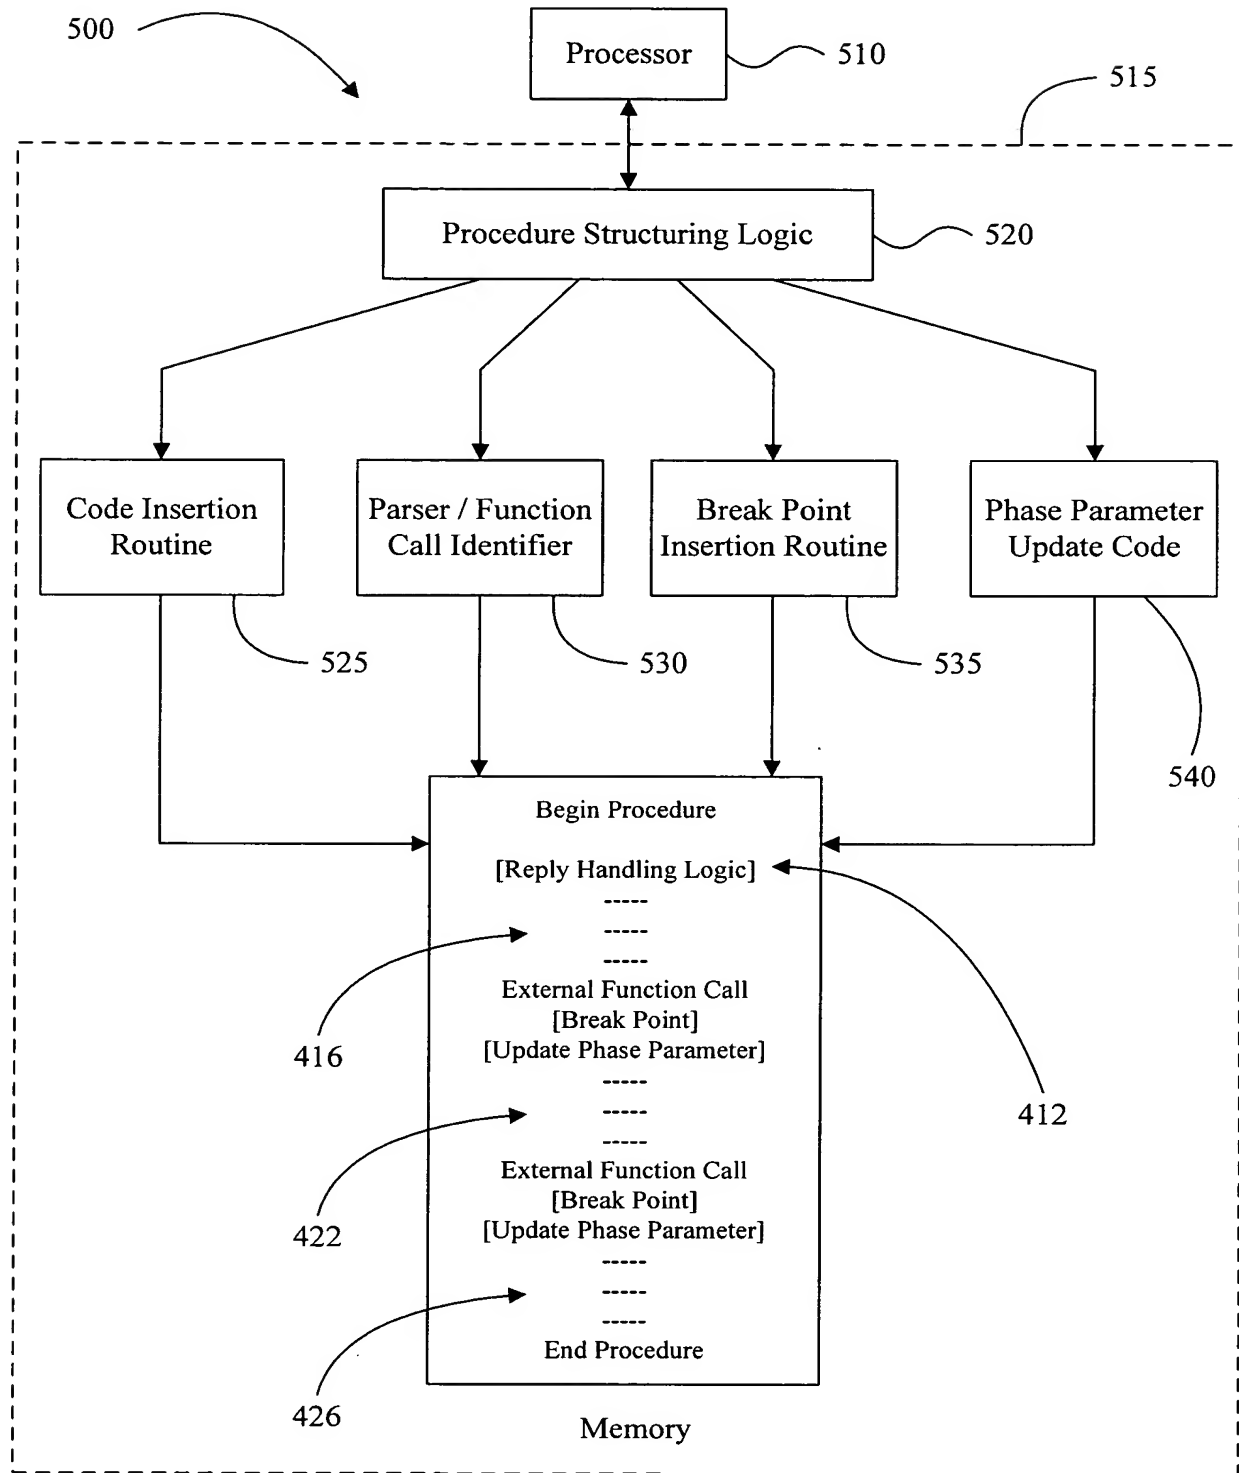 500
Processor
510
515
Procedure Structuring Logic
520
Code Insertion
Routine
Parser / Function
Call Identifier
Break Point
Insertion Routine
Phase Parameter
Update Code
525
530
535
540
Begin Procedure
[Reply Handling Logic]
-----
-----
-----
External Function Call
[Break Point]
[Update Phase Parameter]
416
-----
-----
-----
412
External Function Call
[Break Point]
[Update Phase Parameter]
422
-----
-----
-----
End Procedure
426
Memory